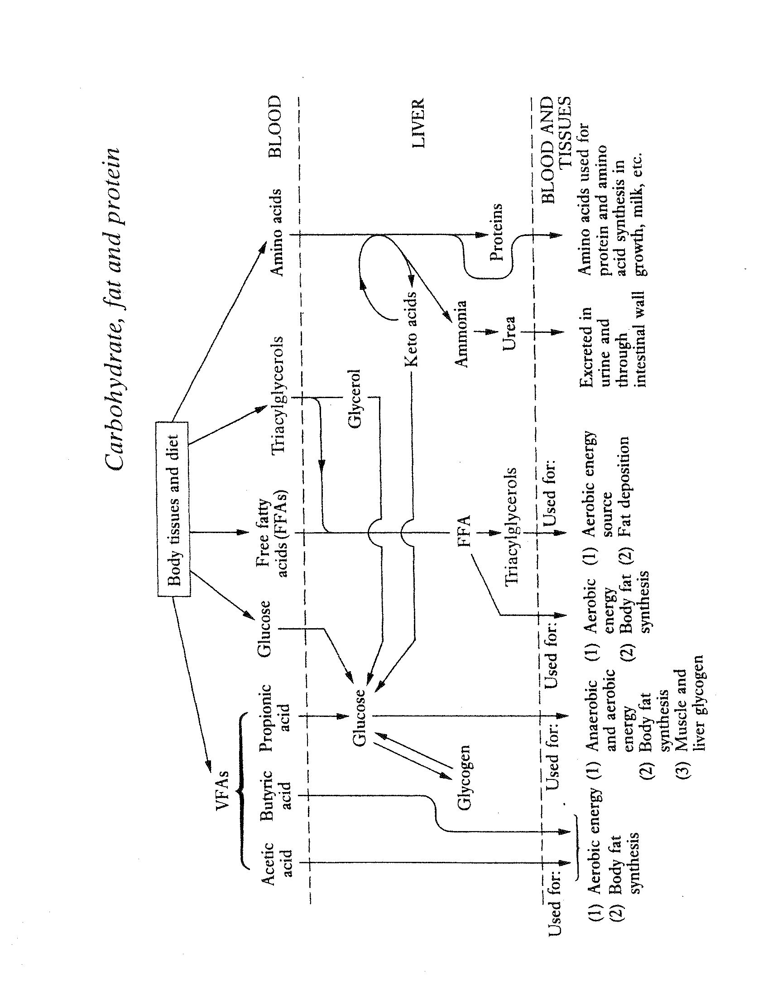 Carbohydrate, fat and protein
Body tissues and diet
VFAs
Acetic
acid
Butyric
acid
Propionic
acid
Glucose
Free fatty
acids (FFAs)
Triacylglycerols
Amino acids
BLOOD
Glucose
Glycerol
Keto acids
LIVER
Glycogen
FFA
Ammonia
Triacylglycerols
Urea
Proteins
BLOOD AND
TISSUES
Used for:
(1) Aerobic energy
(2) Body fat
synthesis
Used for:
(1) Anaerobic
and aerobic
energy
(2) Body fat
synthesis
(3) Muscle and
liver glycogen
Used for:
(1) Aerobic
energy
(2) Body fat
synthesis
Used for:
(1) Aerobic energy
source
(2) Fat deposition
Excreted in
urine and
through
intestinal wall
Amino acids used for
protein and amino
acid synthesis in
growth, milk, etc.